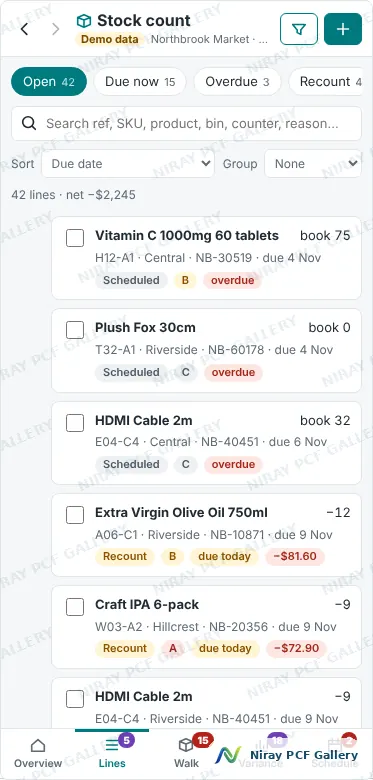 Stock count
Demo data Northbrook Market · ...
Open 42 Due now 15 Overdue 3 Recount 4
Search ref, SKU, product, bin, counter, reason...
Sort Due date Group None
42 lines · net −$2,245
Vitamin C 1000mg 60 tablets book 75
H12-A1 · Central · NB-30519 · due 4 Nov
Scheduled B overdue
Plush Fox 30cm book 0
T32-A1 · Riverside · NB-60178 · due 4 Nov
Scheduled C overdue
HDMI Cable 2m book 32
E04-C4 · Central · NB-40451 · due 6 Nov
Scheduled C overdue
Extra Virgin Olive Oil 750ml −12
A06-C1 · Riverside · NB-10871 · due 9 Nov
Recount B due today −$81.60
Craft IPA 6-pack −9
W03-A2 · Hillcrest · NB-20356 · due 9 Nov
Recount A due today −$72.90
HDMI Cable 2m −9
E04-C4 · Riverside · NB-40451 · due 9 Nov
5 15 18
Overview Lines Walk Variance Schedule
Niray PCF Gallery
NIRAY PCF GALLERY